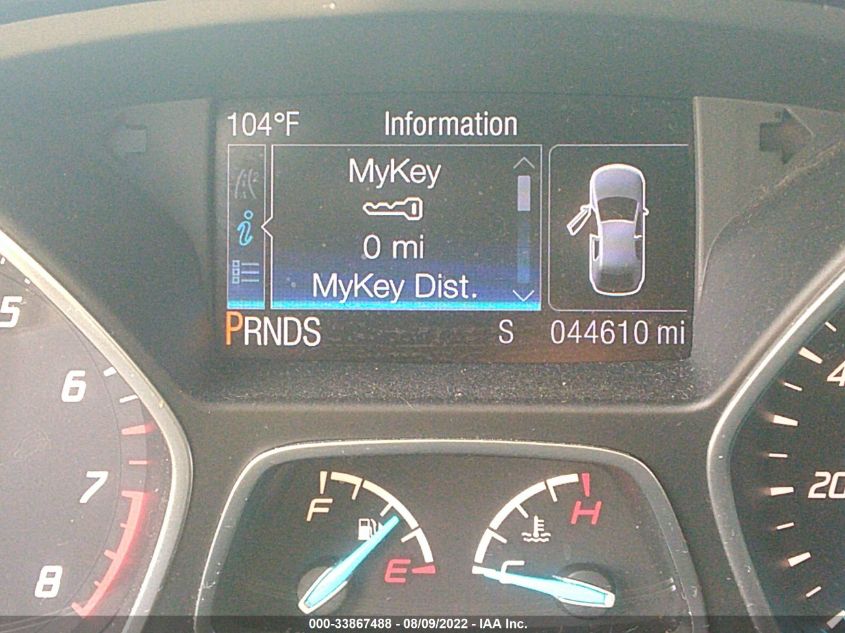 104°F Information
MyKey
0 mi
MyKey Dist.
PRNDS S 044610 mi
5
6
7
8
F
E
H
C
4
20
000-33867488 - 08/09/2022 - IAA Inc.